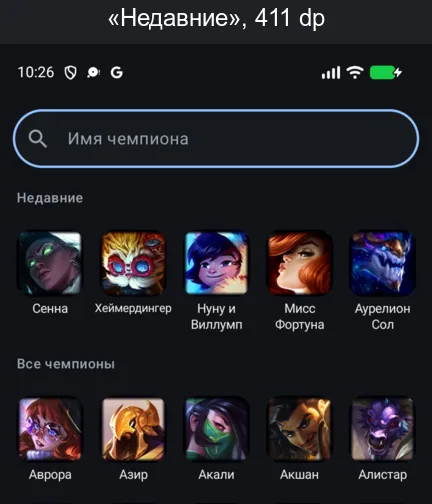 «Недавние», 411 dp
10:26
Имя чемпиона
Недавние
Сенна
Хеймердингер
Нуну и
Виллумп
Мисс
Фортуна
Аурелион
Сол
Все чемпионы
Аврора
Азир
Акали
Акшан
Алистар